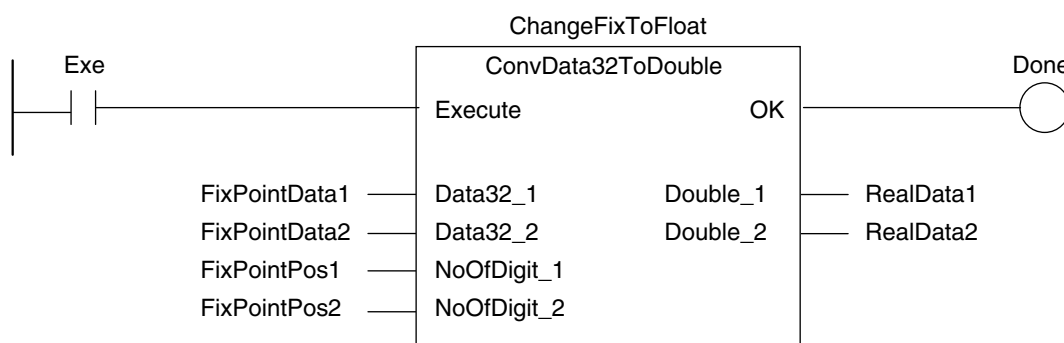 ChangeFixToFloat
Exe
ConvData32ToDouble
Done
Execute
OK
FixPointData1
Data32_1
Double_1
RealData1
FixPointData2
Data32_2
Double_2
RealData2
FixPointPos1
NoOfDigit_1
FixPointPos2
NoOfDigit_2